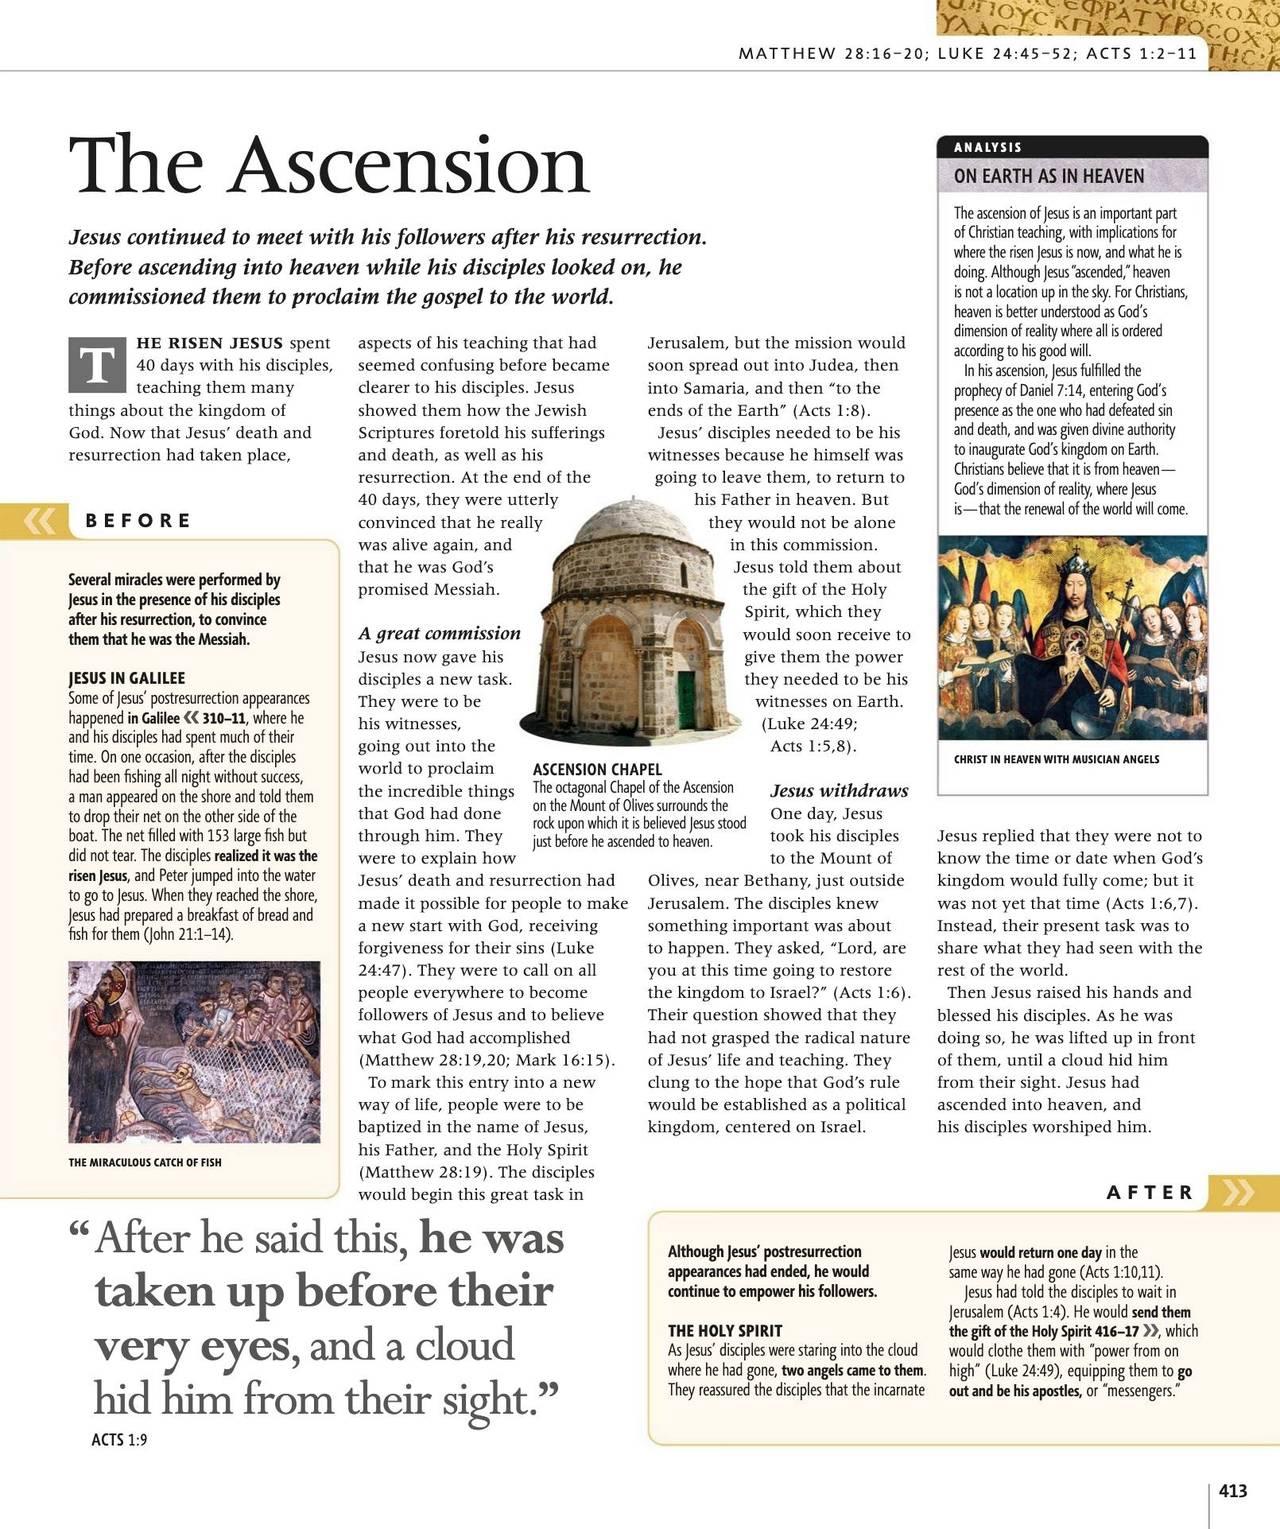 MATTHEW 28:16–20; LUKE 24:45–52; ACTS 1:2–11
The Ascension
Jesus continued to meet with his followers after his resurrection.
Before ascending into heaven while his disciples looked on, he
commissioned them to proclaim the gospel to the world.
THE RISEN JESUS spent
40 days with his disciples,
teaching them many
things about the kingdom of
God. Now that Jesus’ death and
resurrection had taken place,
aspects of his teaching that had
seemed confusing before became
clearer to his disciples. Jesus
showed them how the Jewish
Scriptures foretold his sufferings
and death, as well as his
resurrection. At the end of the
40 days, they were utterly
convinced that he really
was alive again, and
that he was God’s
promised Messiah.
A great commission
Jesus now gave his
disciples a new task.
They were to be
his witnesses,
going out into the
world to proclaim
the incredible things
that God had done
through him. They
were to explain how
Jesus’ death and resurrection had
made it possible for people to make
a new start with God, receiving
forgiveness for their sins (Luke
24:47). They were to call on all
people everywhere to become
followers of Jesus and to believe
what God had accomplished
(Matthew 28:19,20; Mark 16:15).
To mark this entry into a new
way of life, people were to be
baptized in the name of Jesus,
his Father, and the Holy Spirit
(Matthew 28:19). The disciples
would begin this great task in
Jerusalem, but the mission would
soon spread out into Judea, then
into Samaria, and then “to the
ends of the Earth” (Acts 1:8).
Jesus’ disciples needed to be his
witnesses because he himself was
going to leave them, to return to
his Father in heaven. But
they would not be alone
in this commission.
Jesus told them about
the gift of the Holy
Spirit, which they
would soon receive to
give them the power
they needed to be his
witnesses on Earth.
(Luke 24:49;
Acts 1:5,8).
Jesus withdraws
One day, Jesus
took his disciples
to the Mount of
Olives, near Bethany, just outside
Jerusalem. The disciples knew
something important was about
to happen. They asked, “Lord, are
you at this time going to restore
the kingdom to Israel?” (Acts 1:6).
Their question showed that they
had not grasped the radical nature
of Jesus’ life and teaching. They
clung to the hope that God’s rule
would be established as a political
kingdom, centered on Israel.
Jesus replied that they were not to
know the time or date when God’s
kingdom would fully come; but it
was not yet that time (Acts 1:6,7).
Instead, their present task was to
share what they had seen with the
rest of the world.
Then Jesus raised his hands and
blessed his disciples. As he was
doing so, he was lifted up in front
of them, until a cloud hid him
from their sight. Jesus had
ascended into heaven, and
his disciples worshiped him.
ASCENSION CHAPEL
The octagonal Chapel of the Ascension
on the Mount of Olives surrounds the
rock upon which it is believed Jesus stood
just before he ascended to heaven.
ANALYSIS
ON EARTH AS IN HEAVEN
The ascension of Jesus is an important part
of Christian teaching, with implications for
where the risen Jesus is now, and what he is
doing. Although Jesus “ascended,” heaven
is not a location up in the sky. For Christians,
heaven is better understood as God’s
dimension of reality where all is ordered
according to his good will.
In his ascension, Jesus fulfilled the
prophecy of Daniel 7:14, entering God’s
presence as the one who had defeated sin
and death, and was given divine authority
to inaugurate God’s kingdom on Earth.
Christians believe that it is from heaven—
God’s dimension of reality, where Jesus
is—that the renewal of the world will come.
CHRIST IN HEAVEN WITH MUSICIAN ANGELS
« BEFORE
Several miracles were performed by
Jesus in the presence of his disciples
after his resurrection, to convince
them that he was the Messiah.
JESUS IN GALILEE
Some of Jesus’ postresurrection appearances
happened in Galilee « 310–11, where he
and his disciples had spent much of their
time. On one occasion, after the disciples
had been fishing all night without success,
a man appeared on the shore and told them
to drop their net on the other side of the
boat. The net filled with 153 large fish but
did not tear. The disciples realized it was the
risen Jesus, and Peter jumped into the water
to go to Jesus. When they reached the shore,
Jesus had prepared a breakfast of bread and
fish for them (John 21:1–14).
THE MIRACULOUS CATCH OF FISH
“After he said this, he was
taken up before their
very eyes, and a cloud
hid him from their sight.”
ACTS 1:9
AFTER »
Although Jesus’ postresurrection
appearances had ended, he would
continue to empower his followers.
THE HOLY SPIRIT
As Jesus’ disciples were staring into the cloud
where he had gone, two angels came to them.
They reassured the disciples that the incarnate
Jesus would return one day in the
same way he had gone (Acts 1:10,11).
Jesus had told the disciples to wait in
Jerusalem (Acts 1:4). He would send them
the gift of the Holy Spirit 416–17 », which
would clothe them with “power from on
high” (Luke 24:49), equipping them to go
out and be his apostles, or “messengers.”
413